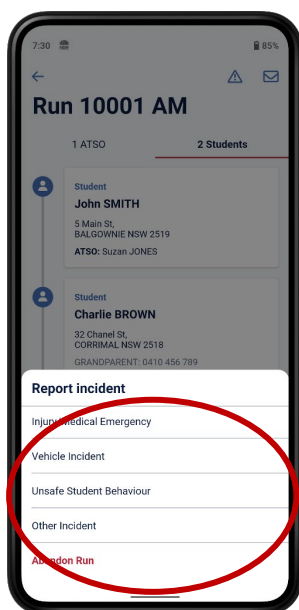 7:30
85%
Run 10001 AM
1 ATSO
2 Students
Student
John SMITH
5 Main St,
BALGOWNIE NSW 2519
ATSO: Suzan JONES
Student
Charlie BROWN
32 Chanel St,
CORRIMAL NSW 2518
GRANDPARENT: 0410 456 789
Report incident
Injury/Medical Emergency
Vehicle Incident
Unsafe Student Behaviour
Other Incident
Abandon Run